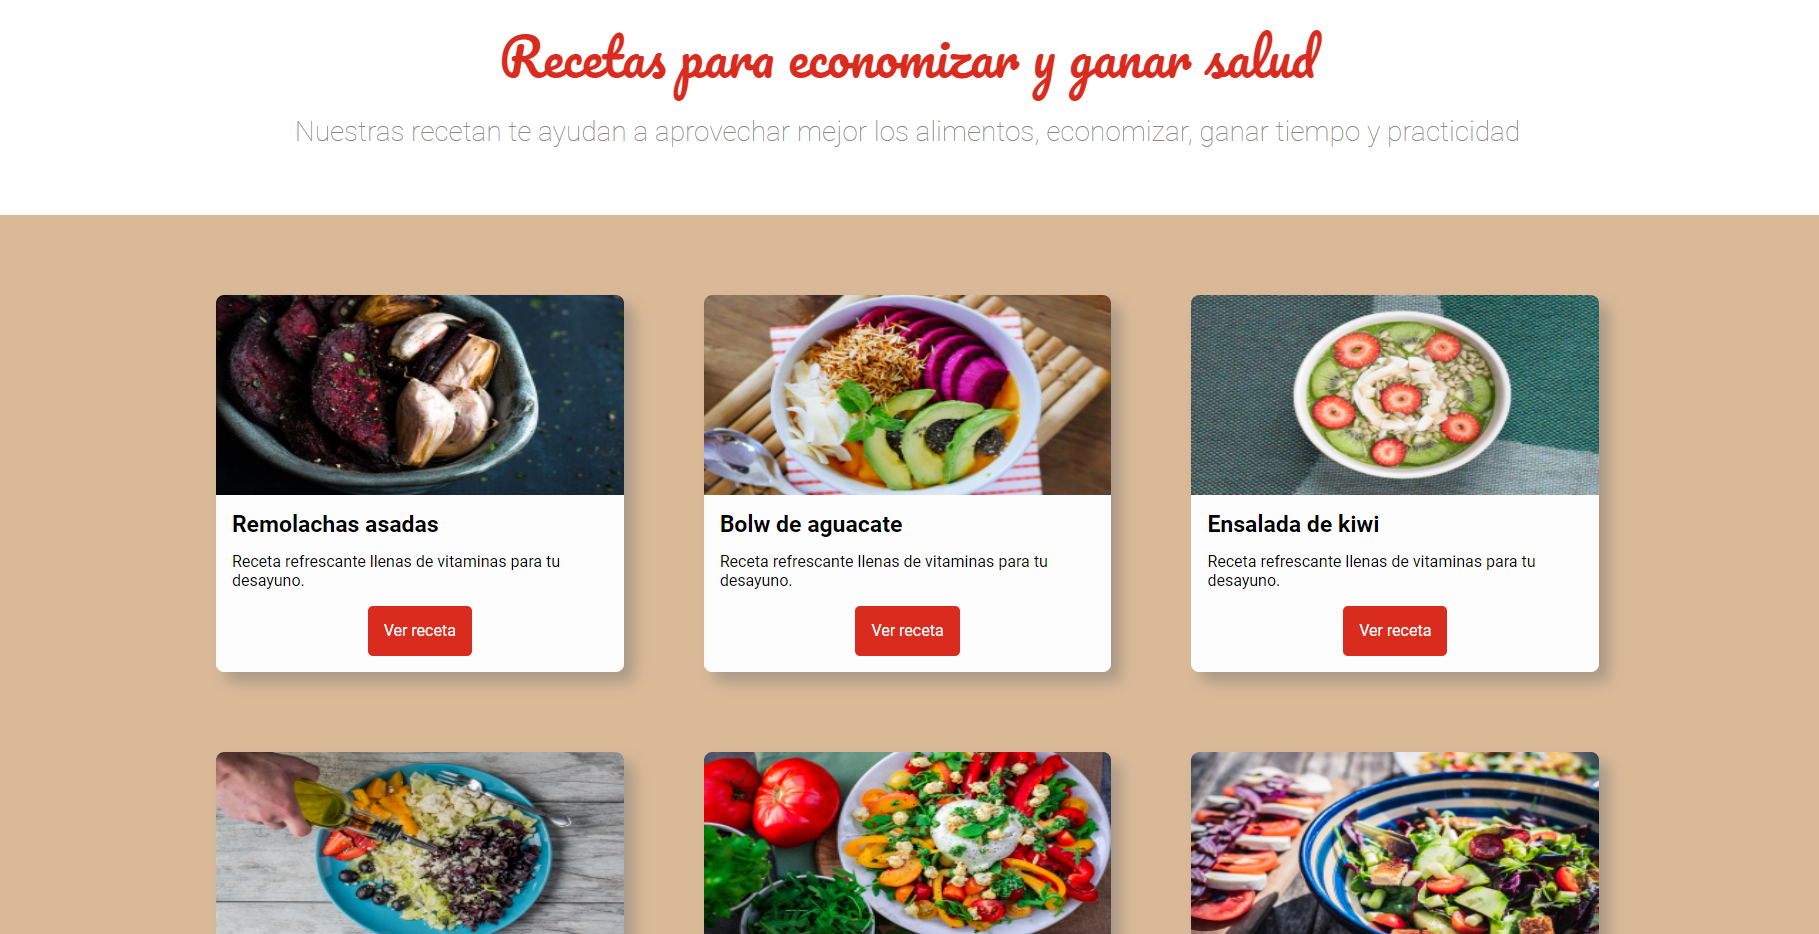 Recetas para economizar y ganar salud
Nuestras recetan te ayudan a aprovechar mejor los alimentos, economizar, ganar tiempo y practicidad
Remolachas asadas
Receta refrescante llenas de vitaminas para tu
desayuno.
Ver receta
Bolw de aguacate
Receta refrescante llenas de vitaminas para tu
desayuno.
Ver receta
Ensalada de kiwi
Receta refrescante llenas de vitaminas para tu
desayuno.
Ver receta